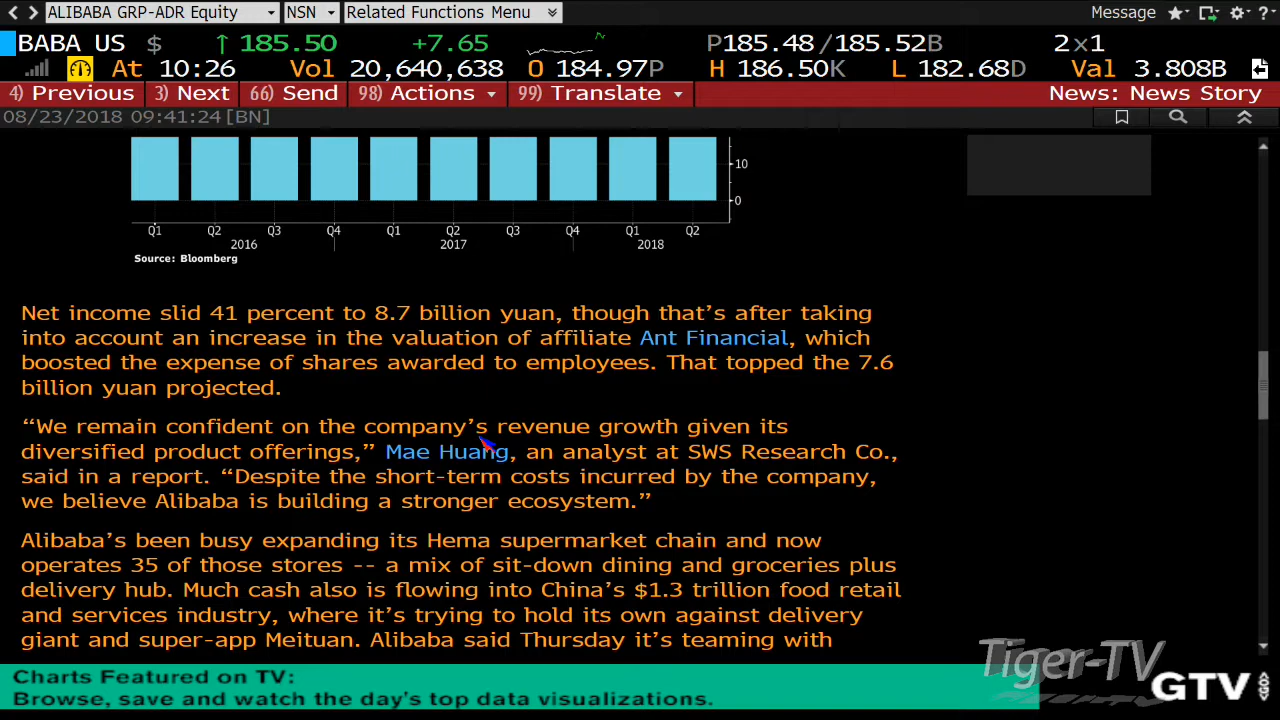 ALIBABA GRP-ADR Equity NSN Related Functions Menu Message
BABA US $ ↑ 185.50 +7.65 P185.48 /185.52B 2×1
At 10:26 Vol 20,640,638 O 184.97P H 186.50K L 182.68D Val 3.808B
4) Previous 3) Next 66) Send 98) Actions 99) Translate News: News Story
08/23/2018 09:41:24 [BN]
10
0
Q1 Q2 Q3 Q4 Q1 Q2 Q3 Q4 Q1 Q2
2016 2017 2018
Source: Bloomberg
Net income slid 41 percent to 8.7 billion yuan, though that’s after taking
into account an increase in the valuation of affiliate Ant Financial, which
boosted the expense of shares awarded to employees. That topped the 7.6
billion yuan projected.
“We remain confident on the company’s revenue growth given its
diversified product offerings,” Mae Huang, an analyst at SWS Research Co.,
said in a report. “Despite the short-term costs incurred by the company,
we believe Alibaba is building a stronger ecosystem.”
Alibaba’s been busy expanding its Hema supermarket chain and now
operates 35 of those stores -- a mix of sit-down dining and groceries plus
delivery hub. Much cash also is flowing into China’s $1.3 trillion food retail
and services industry, where it’s trying to hold its own against delivery
giant and super-app Meituan. Alibaba said Thursday it’s teaming with
Tiger-TV
Charts Featured on TV:
Browse, save and watch the day's top data visualizations.
GTV